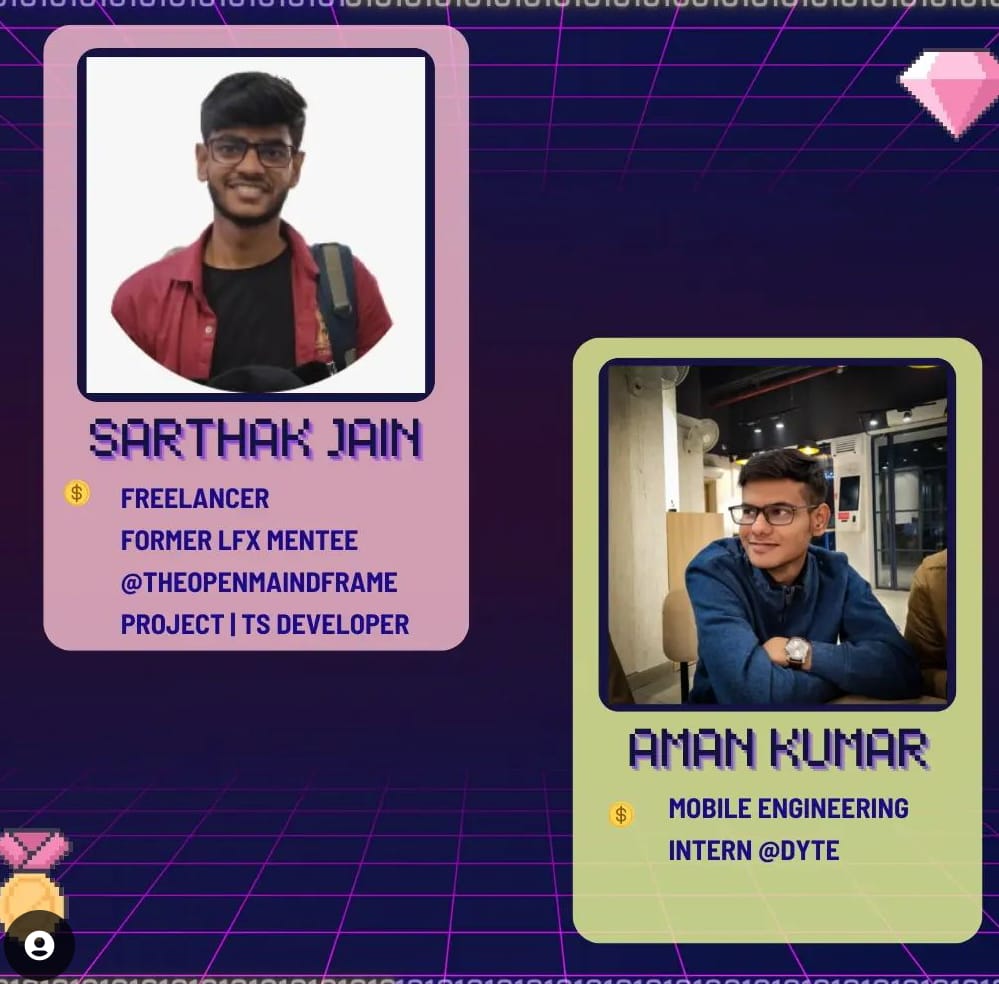 SARTHAK JAIN
$
FREELANCER
FORMER LFX MENTEE
@THEOPENMAINDFRAME
PROJECT | TS DEVELOPER
AMAN KUMAR
$
MOBILE ENGINEERING
INTERN @DYTE